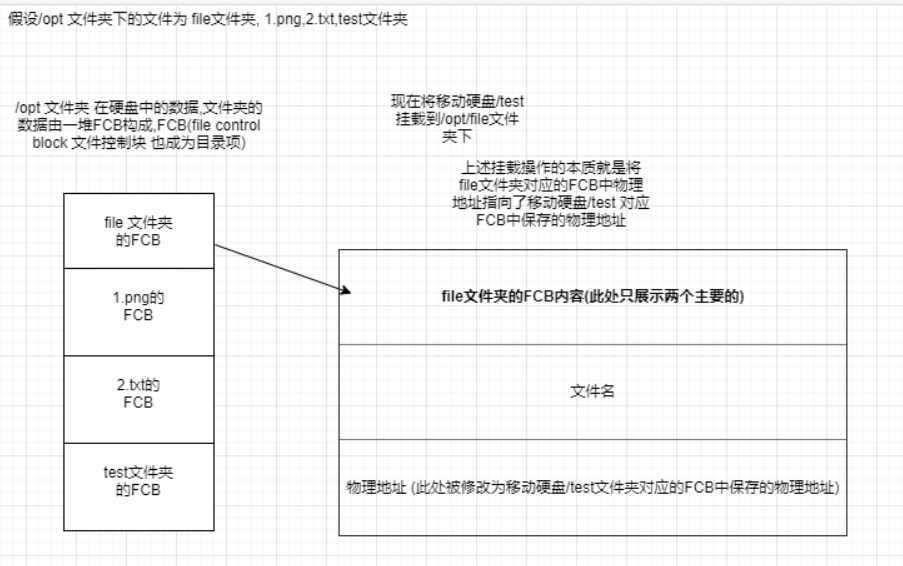 假设/opt 文件夹下的文件为 file文件夹, 1.png,2.txt,test文件夹
/opt 文件夹 在硬盘中的数据,文件夹的
数据由一堆FCB构成,FCB(file control
block 文件控制块 也成为目录项)
现在将移动硬盘/test
挂载到/opt/file文件
夹下
上述挂载操作的本质就是将
file文件夹对应的FCB中物理
地址指向了移动硬盘/test 对应
FCB中保存的物理地址
file 文件夹
的FCB
1.png的
FCB
2.txt的
FCB
test文件夹
的FCB
file文件夹的FCB内容(此处只展示两个主要的)
文件名
物理地址 (此处被修改为移动硬盘/test文件夹对应的FCB中保存的物理地址)